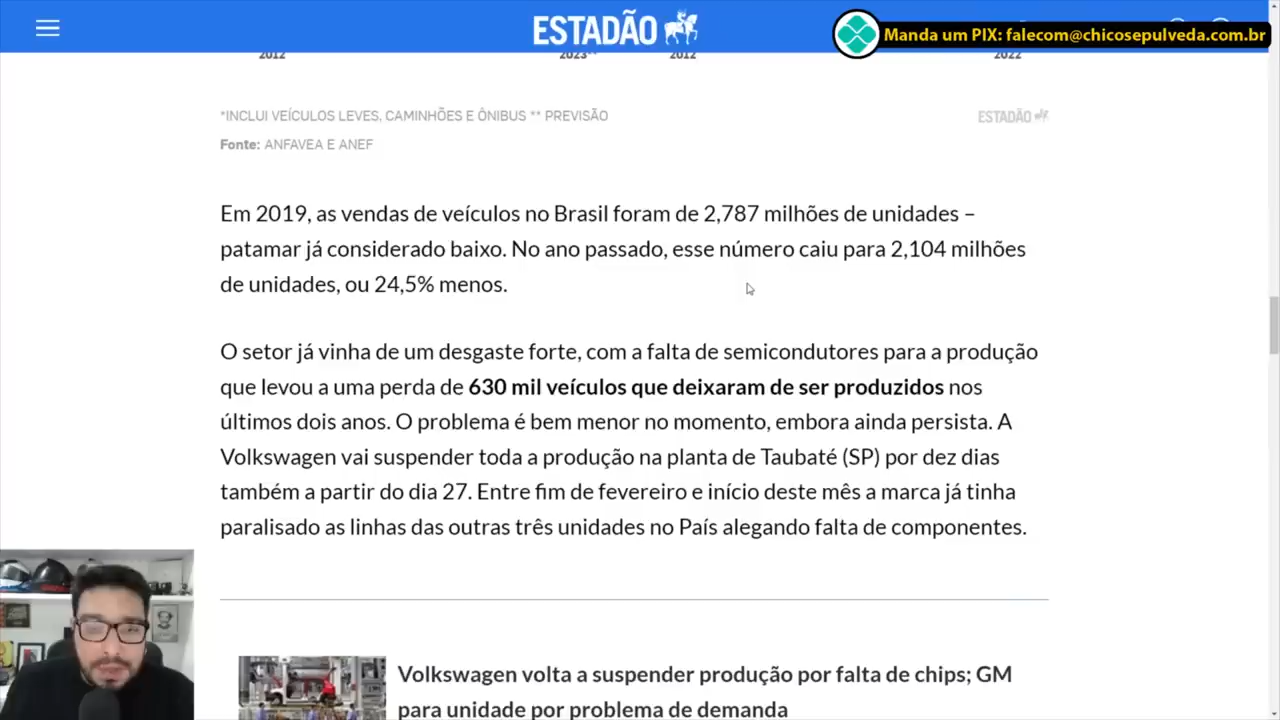 ESTADÃO
Manda um PIX: falecom@chicosepulveda.com.br
2012 2023** 2012 2022
*INCLUI VEÍCULOS LEVES, CAMINHÕES E ÔNIBUS ** PREVISÃO
ESTADÃO
Fonte: ANFAVEA E ANEF
Em 2019, as vendas de veículos no Brasil foram de 2,787 milhões de unidades –
patamar já considerado baixo. No ano passado, esse número caiu para 2,104 milhões
de unidades, ou 24,5% menos.
O setor já vinha de um desgaste forte, com a falta de semicondutores para a produção
que levou a uma perda de 630 mil veículos que deixaram de ser produzidos nos
últimos dois anos. O problema é bem menor no momento, embora ainda persista. A
Volkswagen vai suspender toda a produção na planta de Taubaté (SP) por dez dias
também a partir do dia 27. Entre fim de fevereiro e início deste mês a marca já tinha
paralisado as linhas das outras três unidades no País alegando falta de componentes.
Volkswagen volta a suspender produção por falta de chips; GM
para unidade por problema de demanda